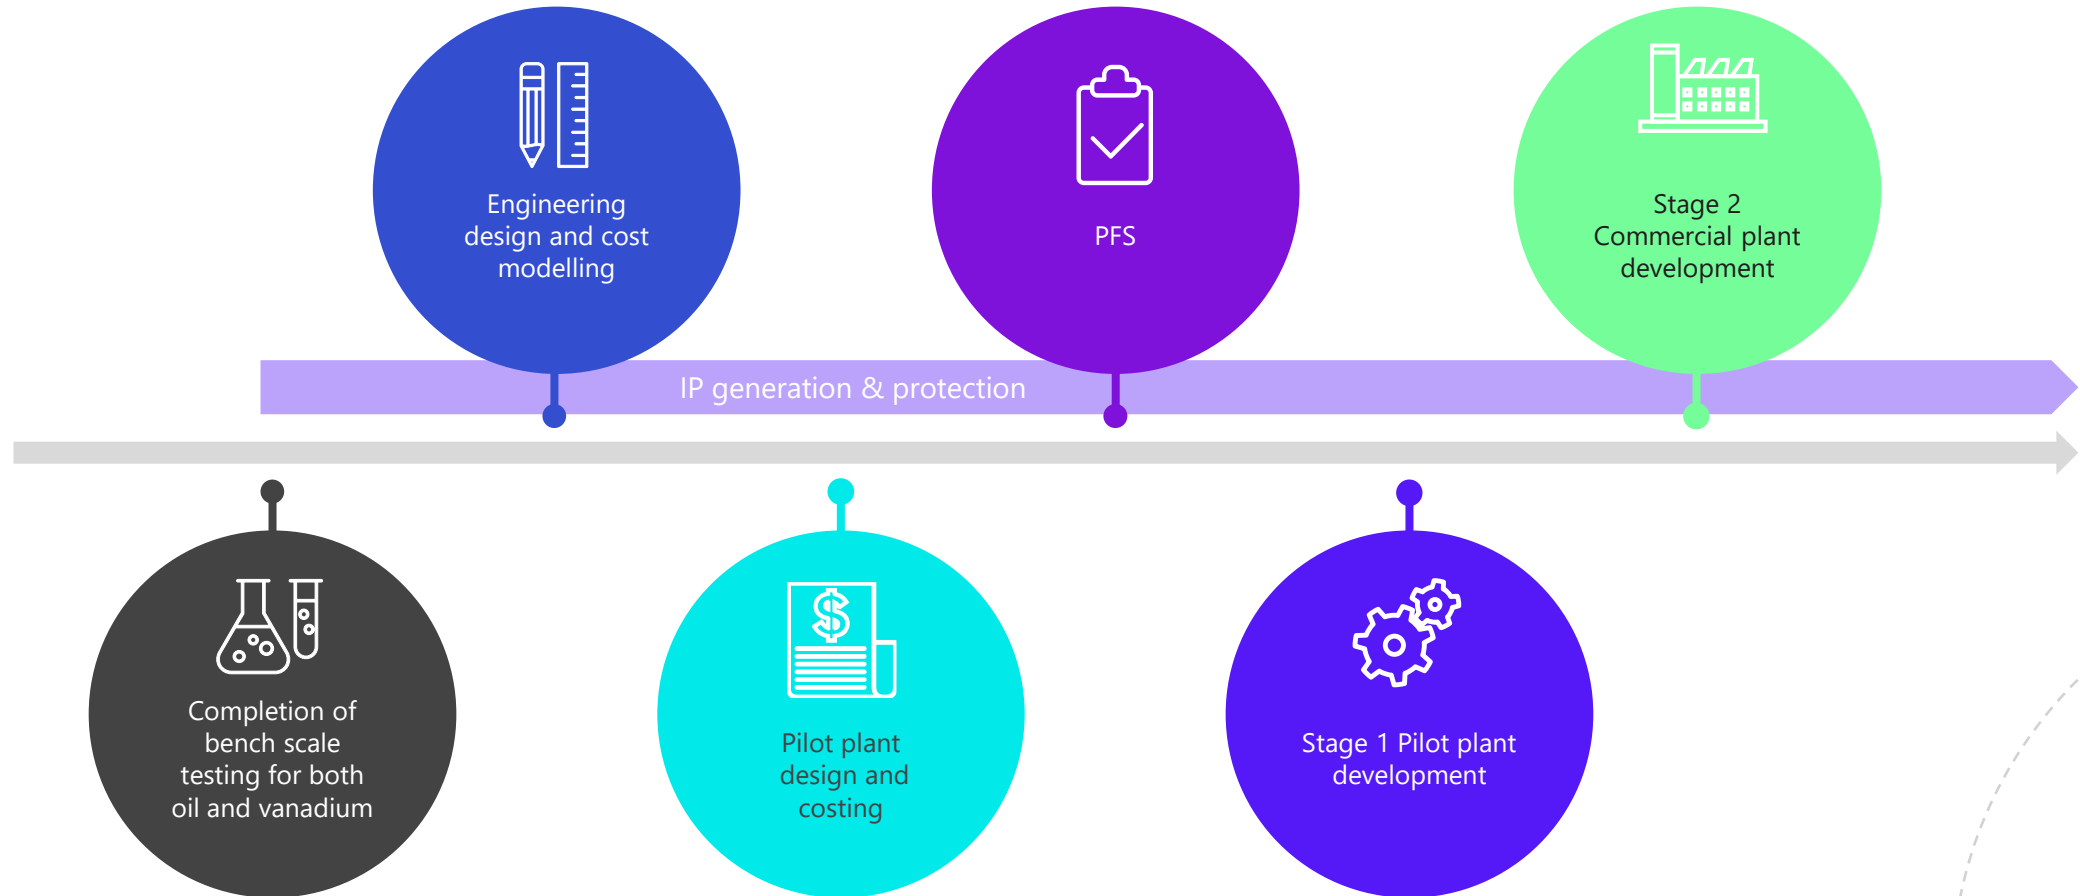 Engineering
design and cost
modelling
PFS
Stage 2
Commercial plant
development
IP generation & protection
Completion of
bench scale
testing for both
oil and vanadium
$
Pilot plant
design and
costing
Stage 1 Pilot plant
development